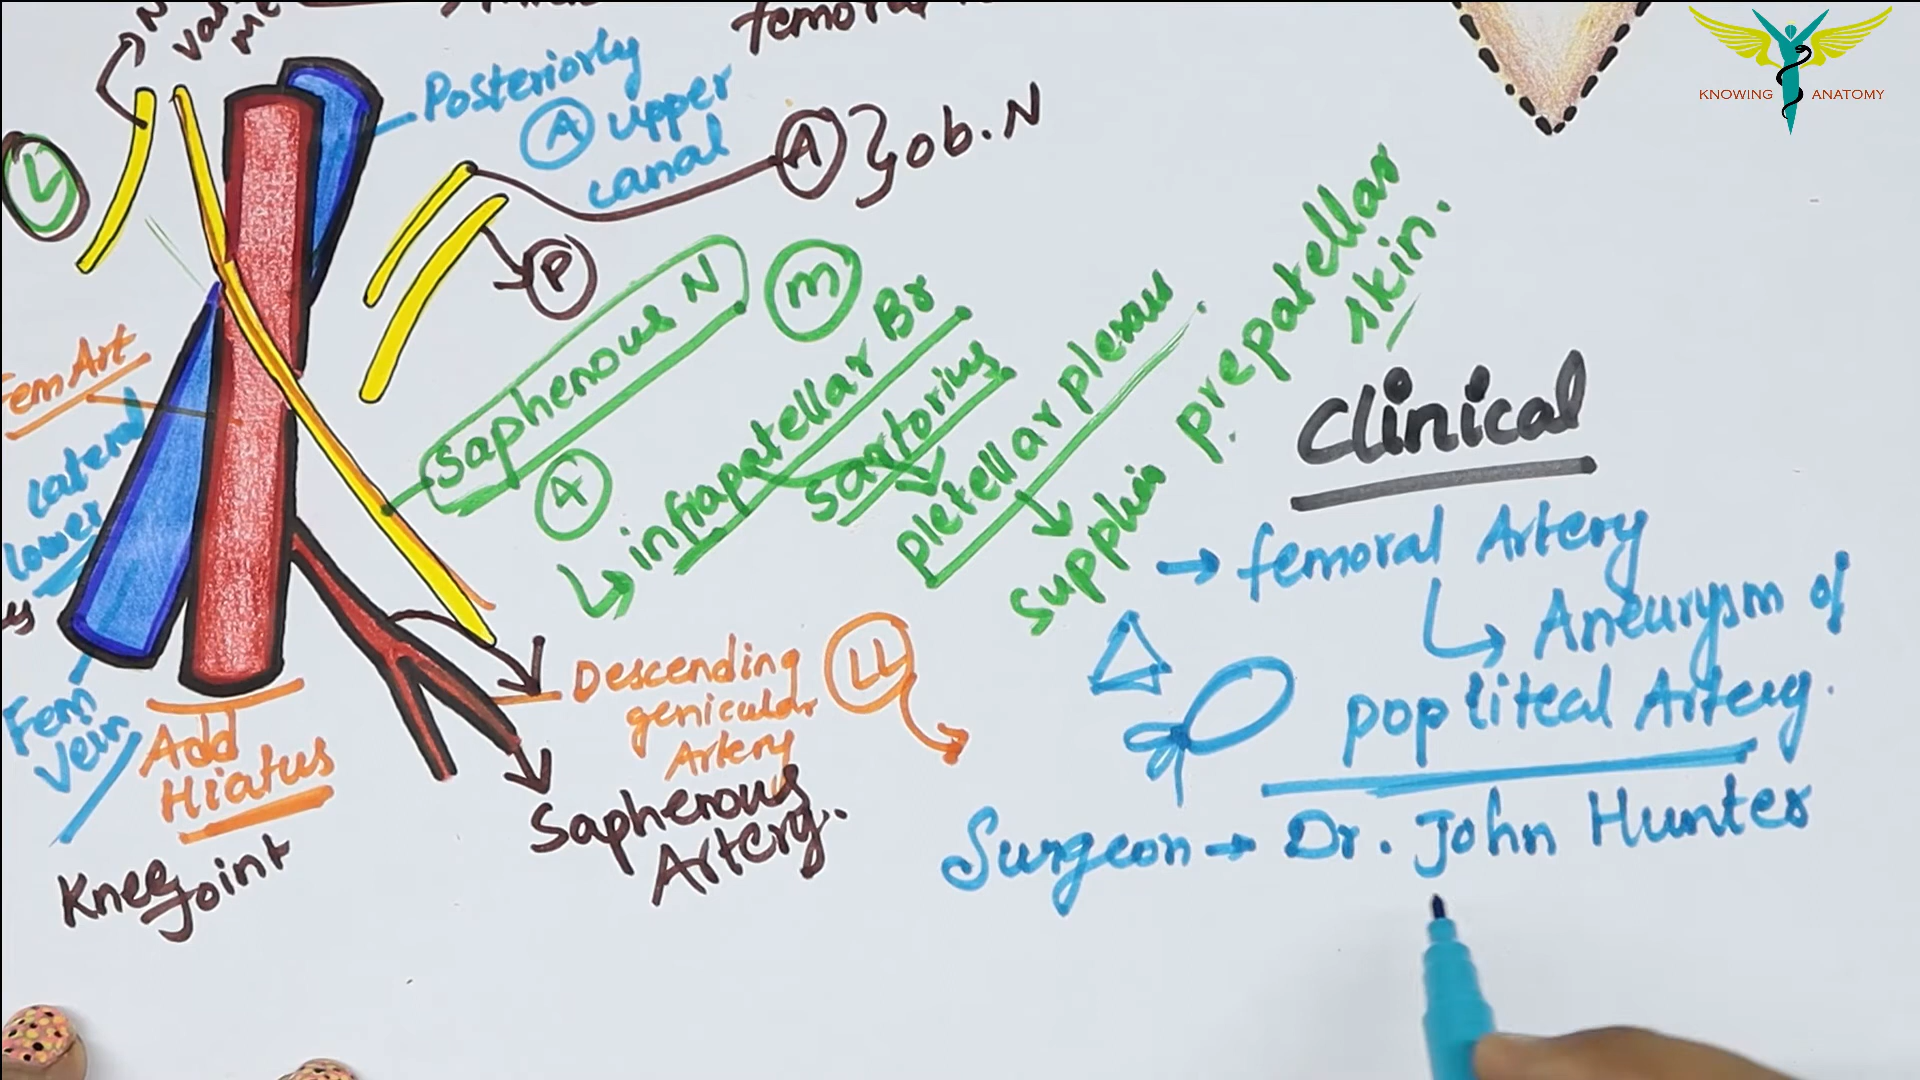 N
femoral
KNOWING ANATOMY
Posteriorly
A upper
canal
A } ob. N
L
P
Saphenous N
m
4
infrapatellar Br
Sartorius
pletellar plexus
supplies prepatellar
skin.
Fem Art
Lateral
lower
Fem
Vein
Add
Hiatus
Knee
Joint
Descending
genicular
Artery
LL
Saphenous
Artery.
Clinical
→ femoral Artery
Aneurysm of
popliteal Artery.
Surgeon → Dr. John Hunter